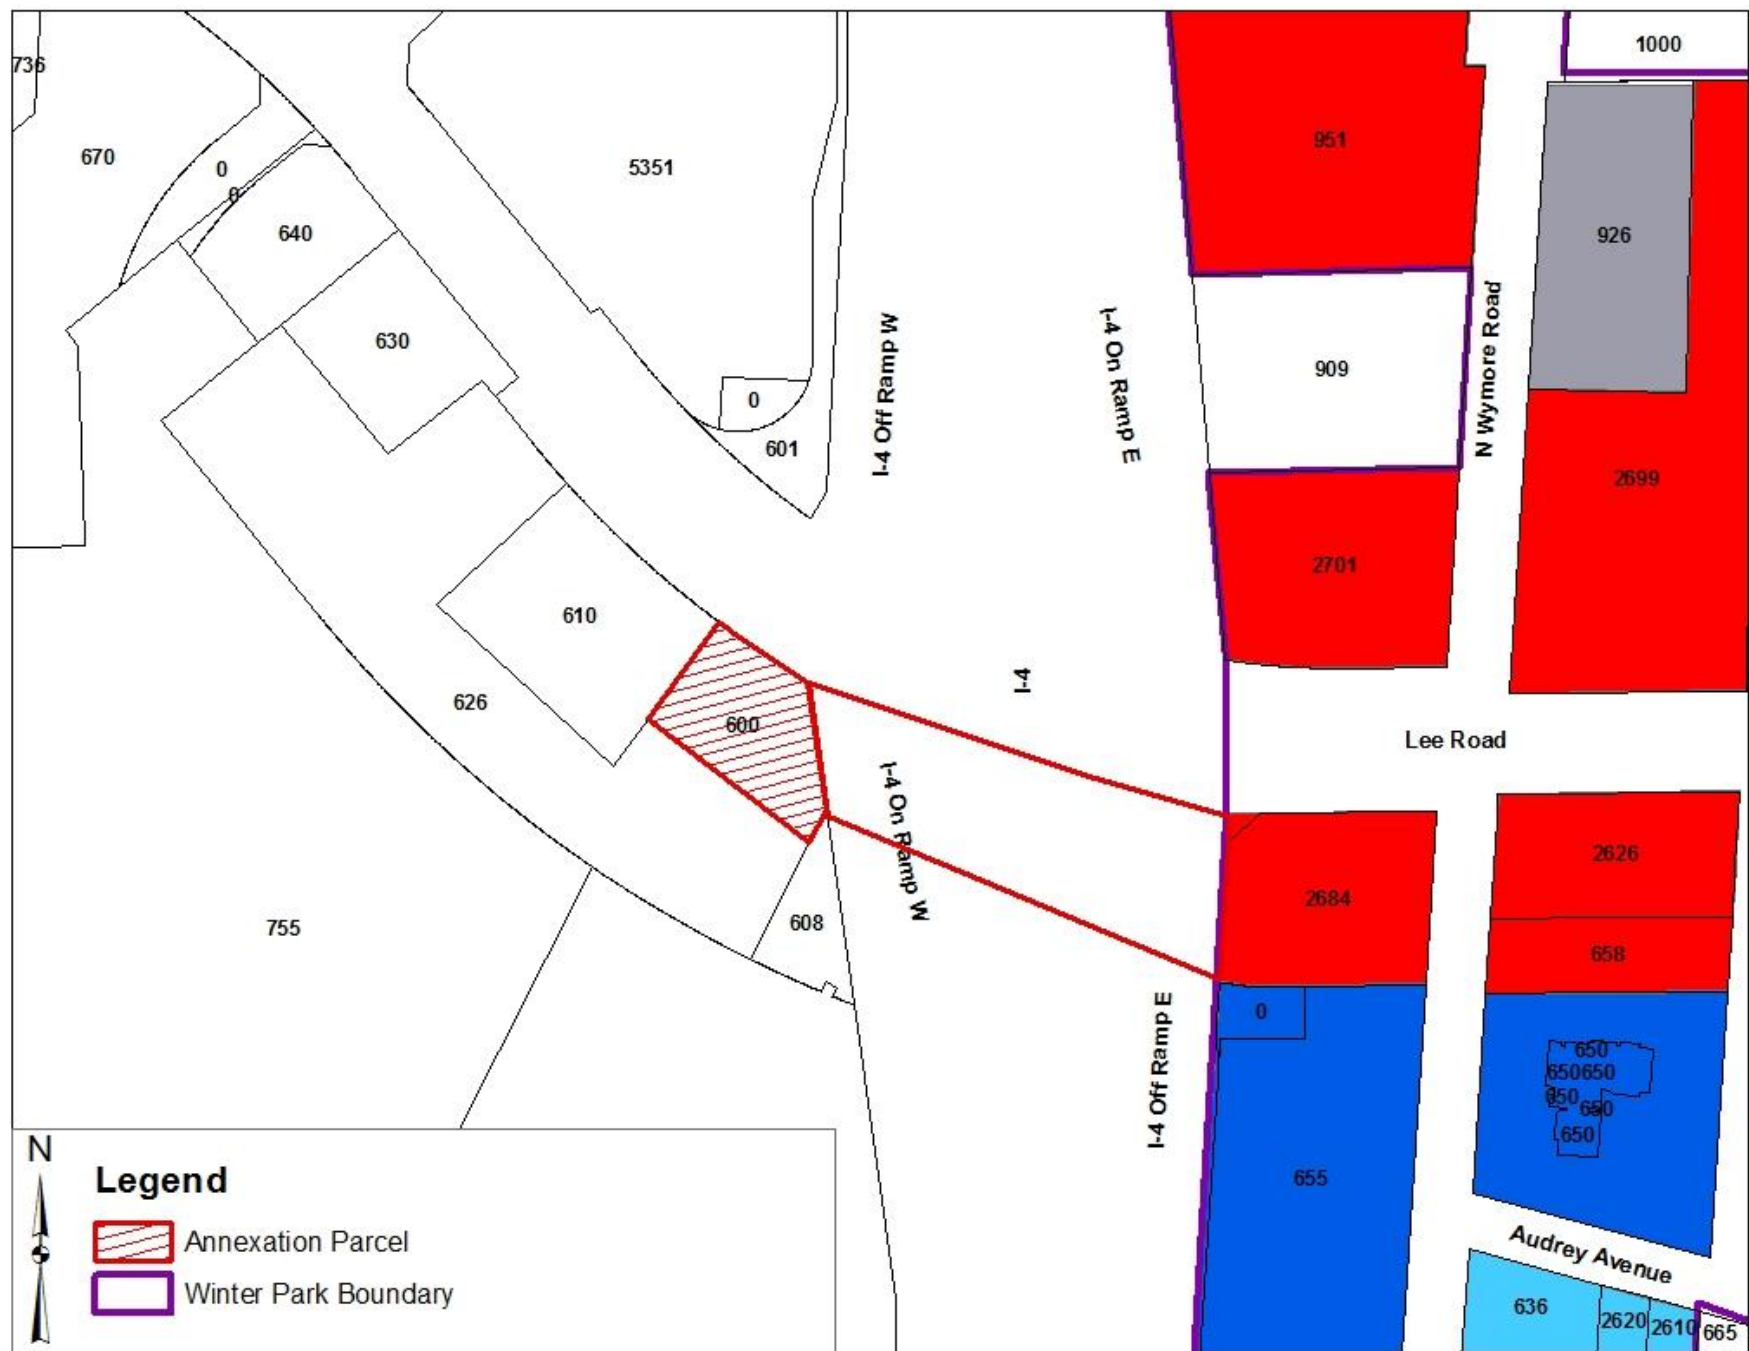 736
1000
951
670
0
0
5351
640
926
630
909
I-4 Off Ramp W
I-4 On Ramp E
N Wymore Road
0
601
2699
2701
610
626
600
I-4
Lee Road
I-4 On Ramp W
2626
2684
658
608
755
0
I-4 Off Ramp E
650
650650
650
650
650
655
N
Legend
Annexation Parcel
Winter Park Boundary
Audrey Avenue
636
2620
2610
665